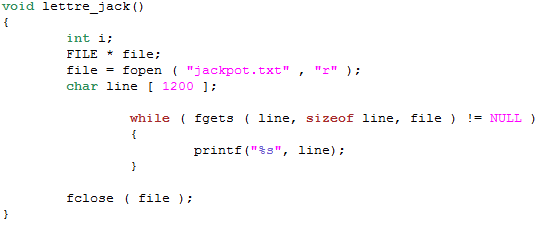 void lettre_jack()
{
int i;
FILE * file;
file = fopen ( "jackpot.txt" , "r" );
char line [ 1200 ];
while ( fgets ( line, sizeof line, file ) != NULL )
{
printf("%s", line);
}
fclose ( file );
}